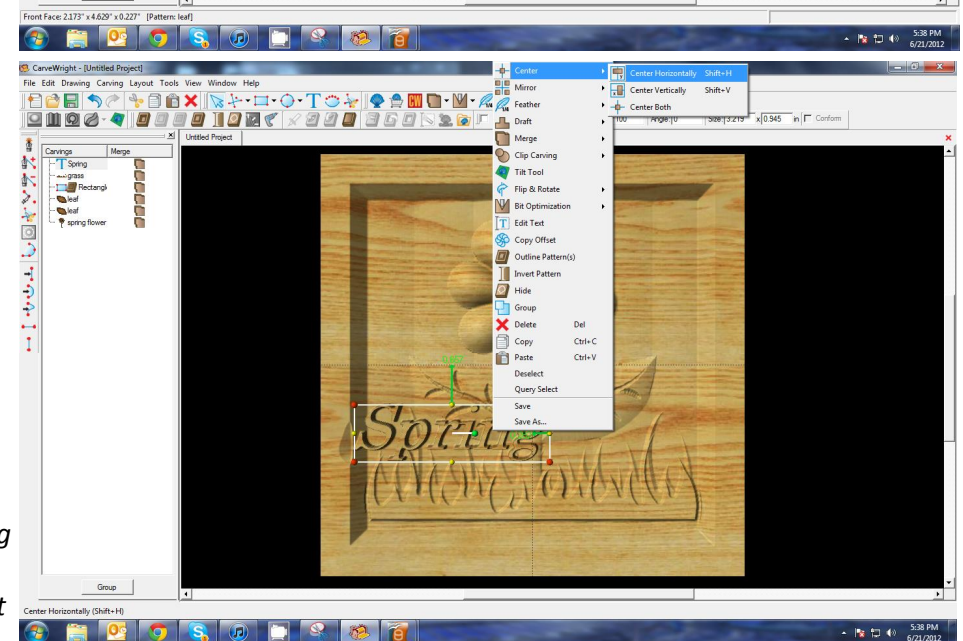 Front Face: 2.173" x 4.629" x 0.227" [Pattern: leaf]
5:38 PM
6/21/2012
CarveWright - [Untitled Project]
File Edit Drawing Carving Layout Tools View Window Help
CW
100 Angle: 0 Size: 3.219 x 0.945 in Conform
Untitled Project
Carvings Merge
Spring
grass
Rectangl
leaf
leaf
spring flower
Group
Center
Mirror
Feather
Draft
Merge
Clip Carving
Tilt Tool
Flip & Rotate
Bit Optimization
Edit Text
Copy Offset
Outline Pattern(s)
Invert Pattern
Hide
Group
Delete Del
Copy Ctrl+C
Paste Ctrl+V
Deselect
Query Select
Save
Save As...
Center Horizontally Shift+H
Center Vertically Shift+V
Center Both
Spring
g
t
Center Horizontally (Shift+H)
5:38 PM
6/21/2012